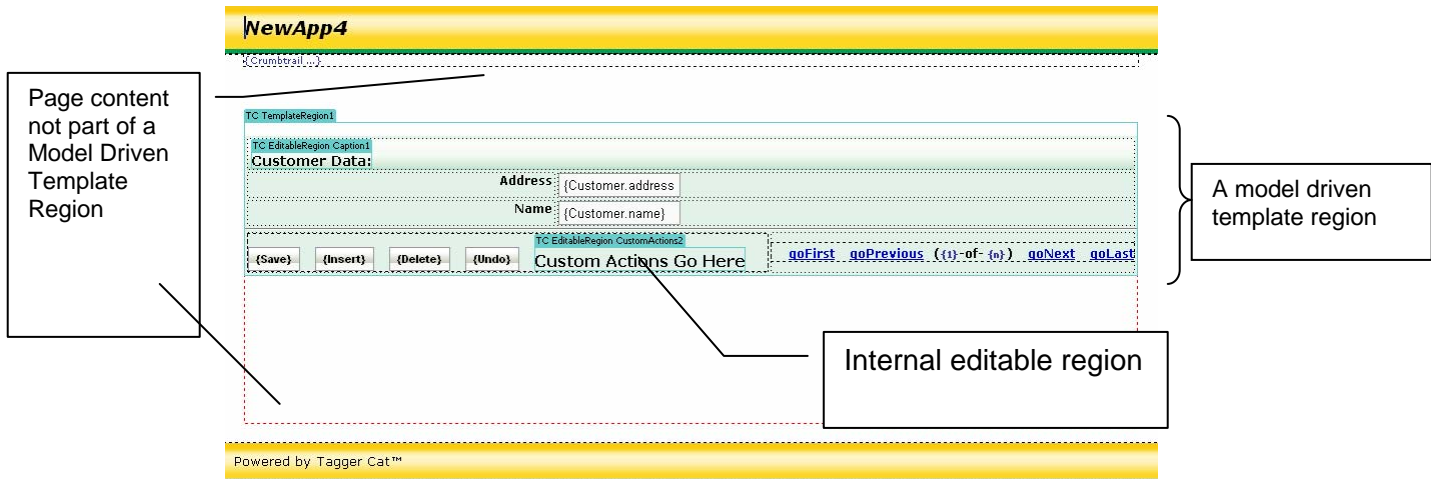 NewApp4
{Crumbtrail ...}
Page content
not part of a
Model Driven
Template
Region
TC TemplateRegion1
TC EditableRegion Caption1
Customer Data:
Address {Customer.address
Name {Customer.name}
{Save} {Insert} {Delete} {Undo}
TC EditableRegion CustomActions2
Custom Actions Go Here
goFirst goPrevious ({1}-of-{n}) goNext goLast
A model driven
template region
Internal editable region
Powered by Tagger Cat™